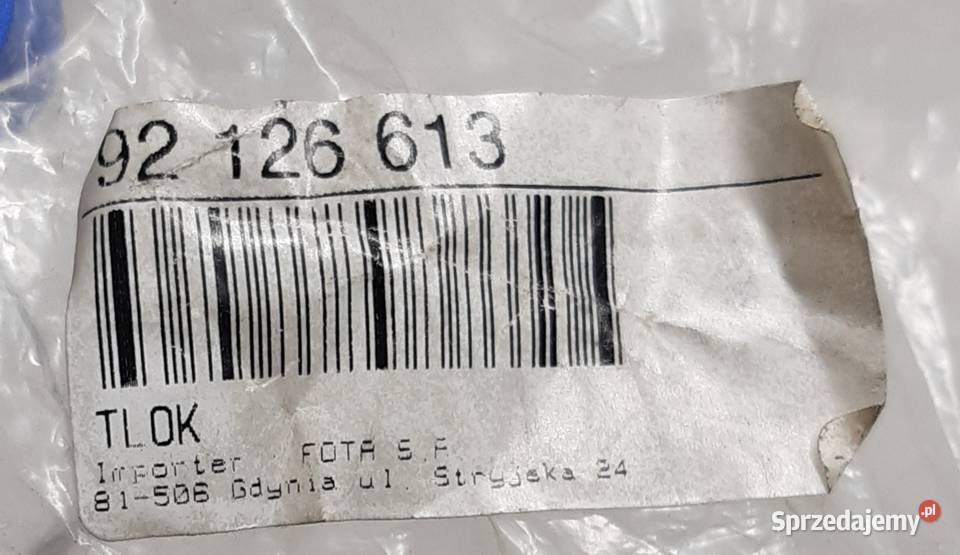 92 126 613
TLOK
Importer . FOTA S.A
81-506 Gdynia ul. Stryjska 24
Sprzedajemy.pl